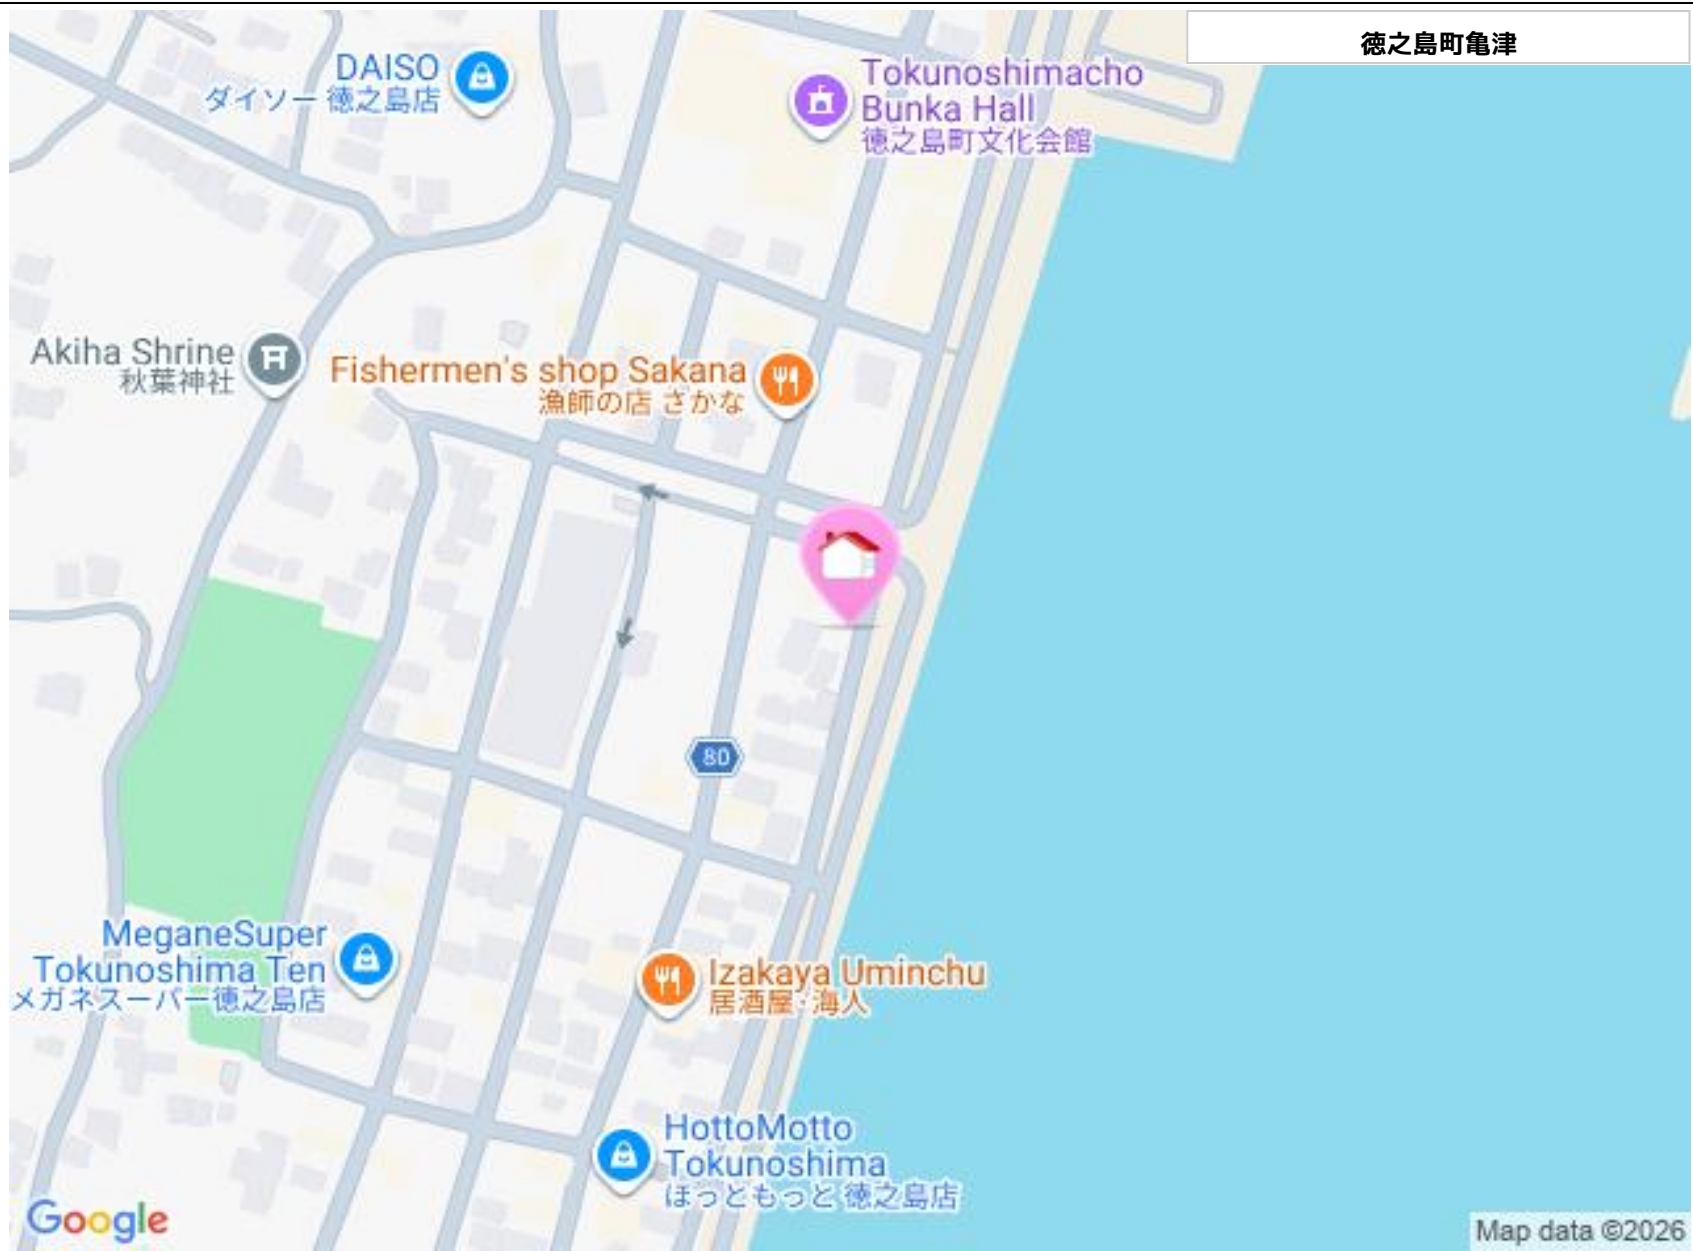 徳之島町亀津
DAISO
ダイソー 徳之島店
Tokunoshimacho
Bunka Hall
徳之島町文化会館
Akiha Shrine
秋葉神社
Fishermen's shop Sakana
漁師の店 さかな
80
MeganeSuper
Tokunoshima Ten
メガネスーパー徳之島店
Izakaya Uminchu
居酒屋·海人
HottoMotto
Tokunoshima
ほっともっと 徳之島店
Google
Map data ©2026